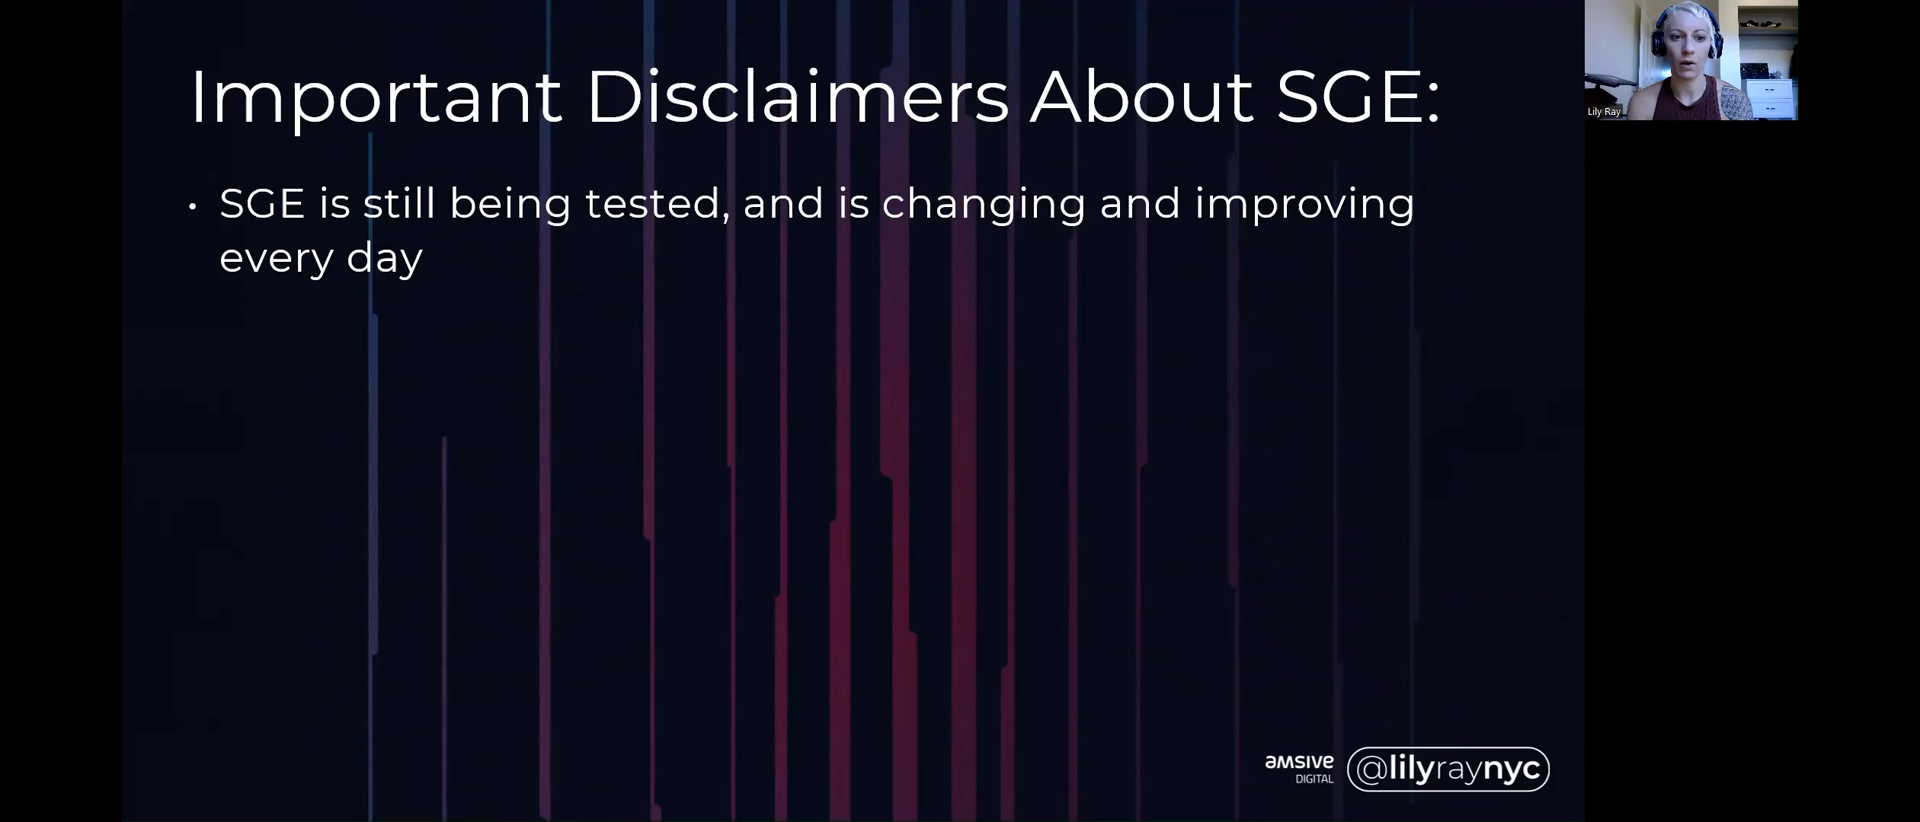 Important Disclaimers About SGE:
• SGE is still being tested, and is changing and improving
every day
Lily Ray
amsive
DIGITAL
@lilyraynyc